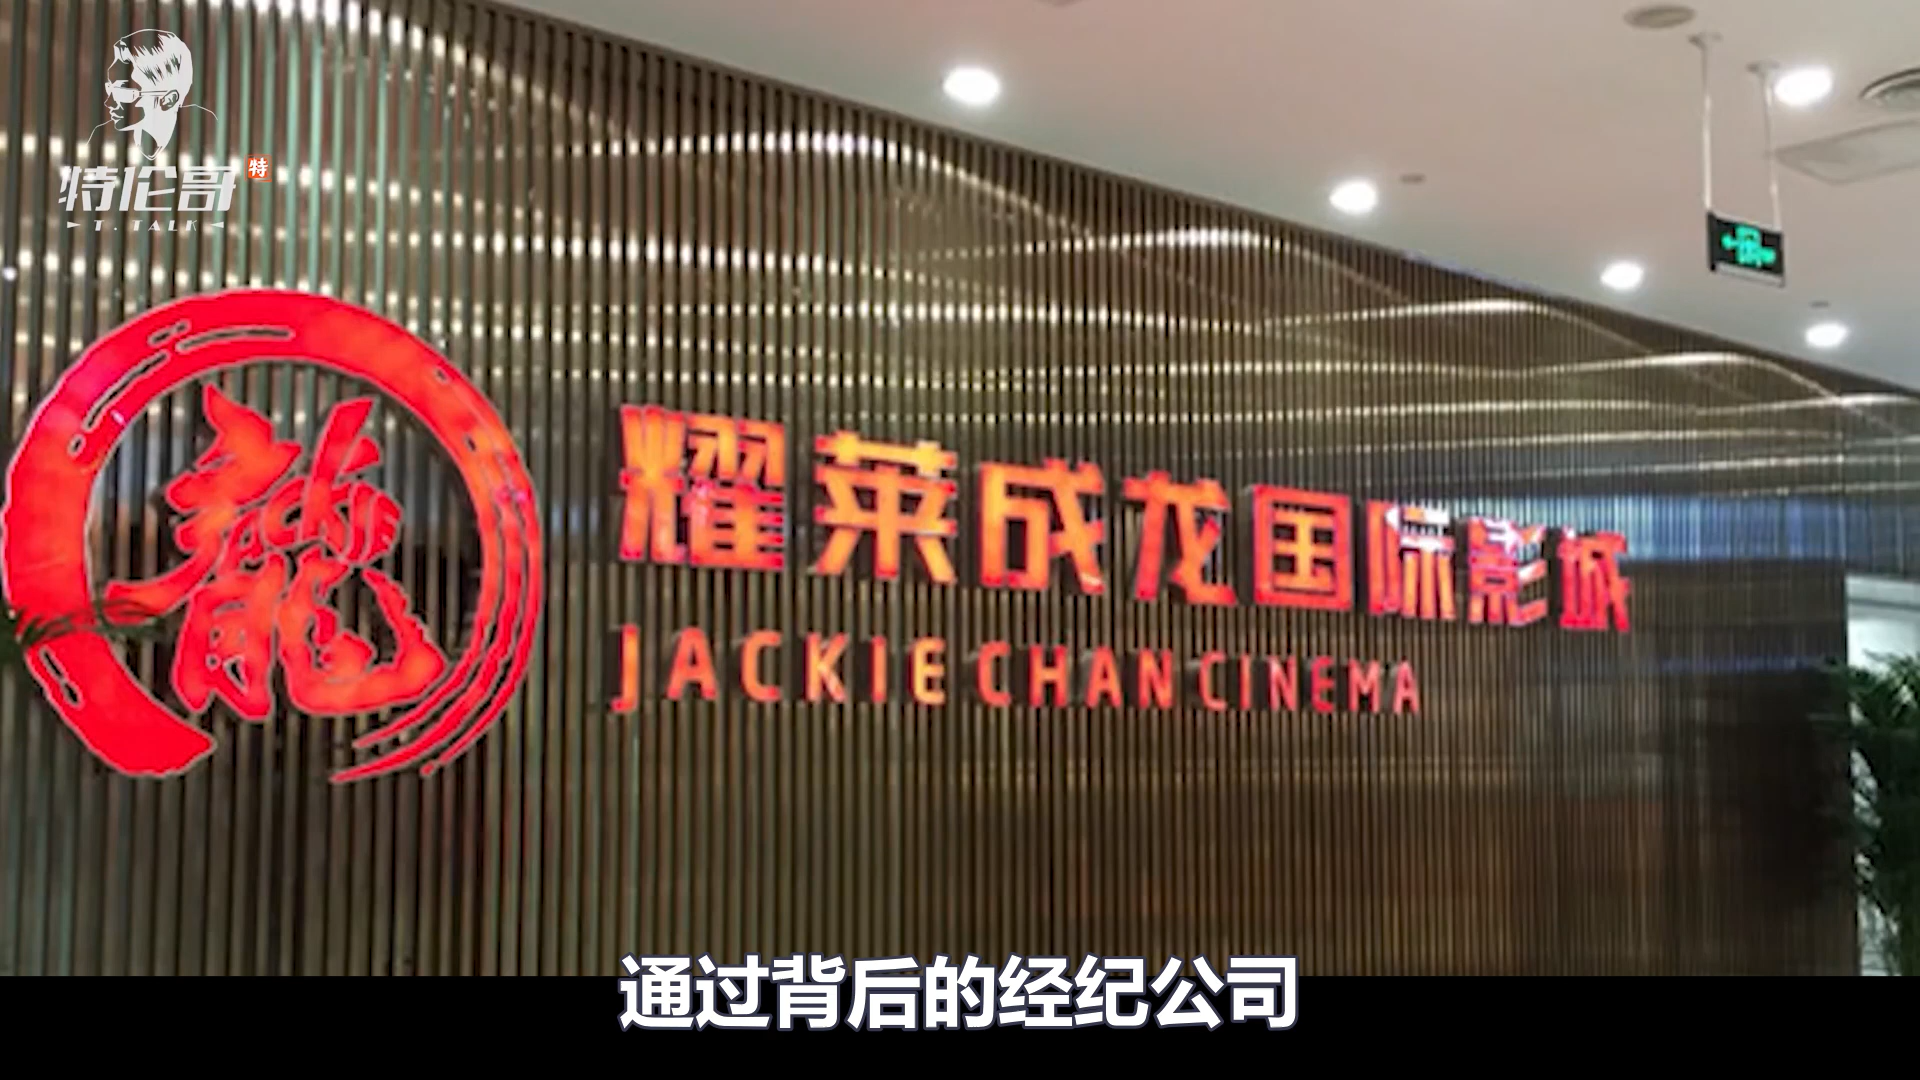 特伦哥
特
T.TALK
龍
JACKIE
耀莱成龙国际影城
JACKIE CHAN CINEMA
通过背后的经纪公司